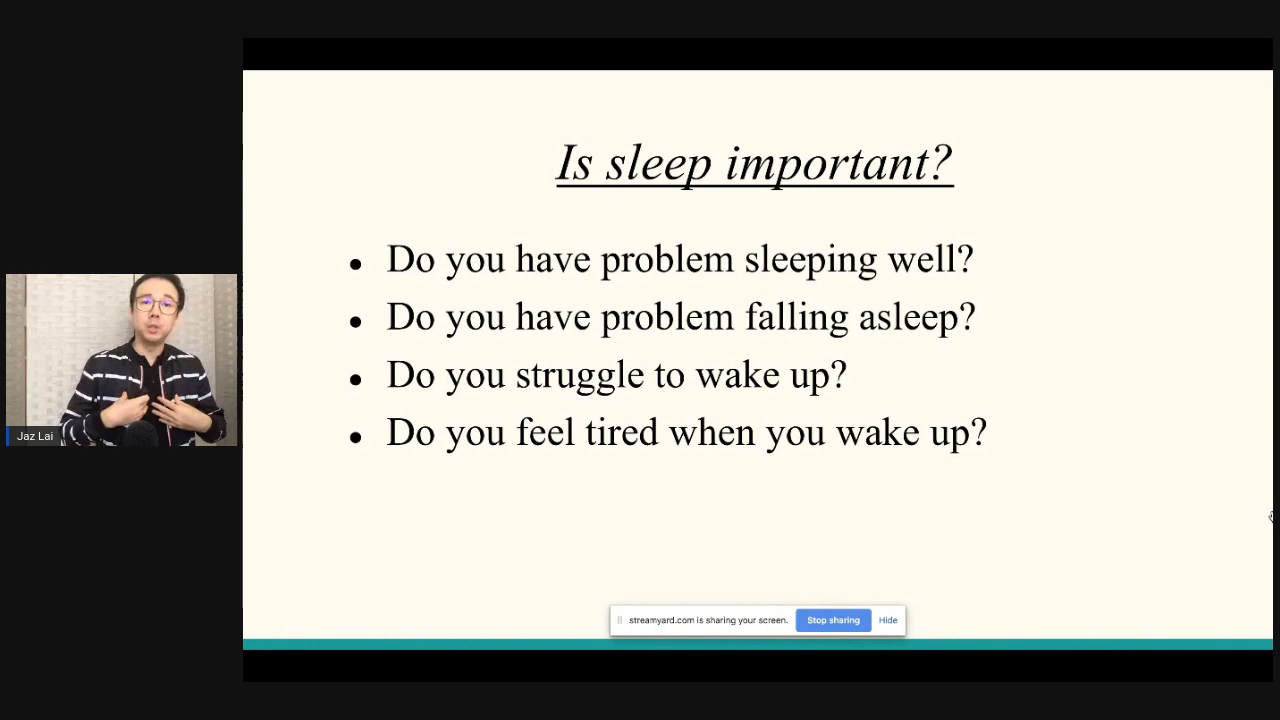 Is sleep important?
Do you have problem sleeping well?
Do you have problem falling asleep?
Do you struggle to wake up?
Do you feel tired when you wake up?
Jaz Lai
streamyard.com is sharing your screen. Stop sharing Hide